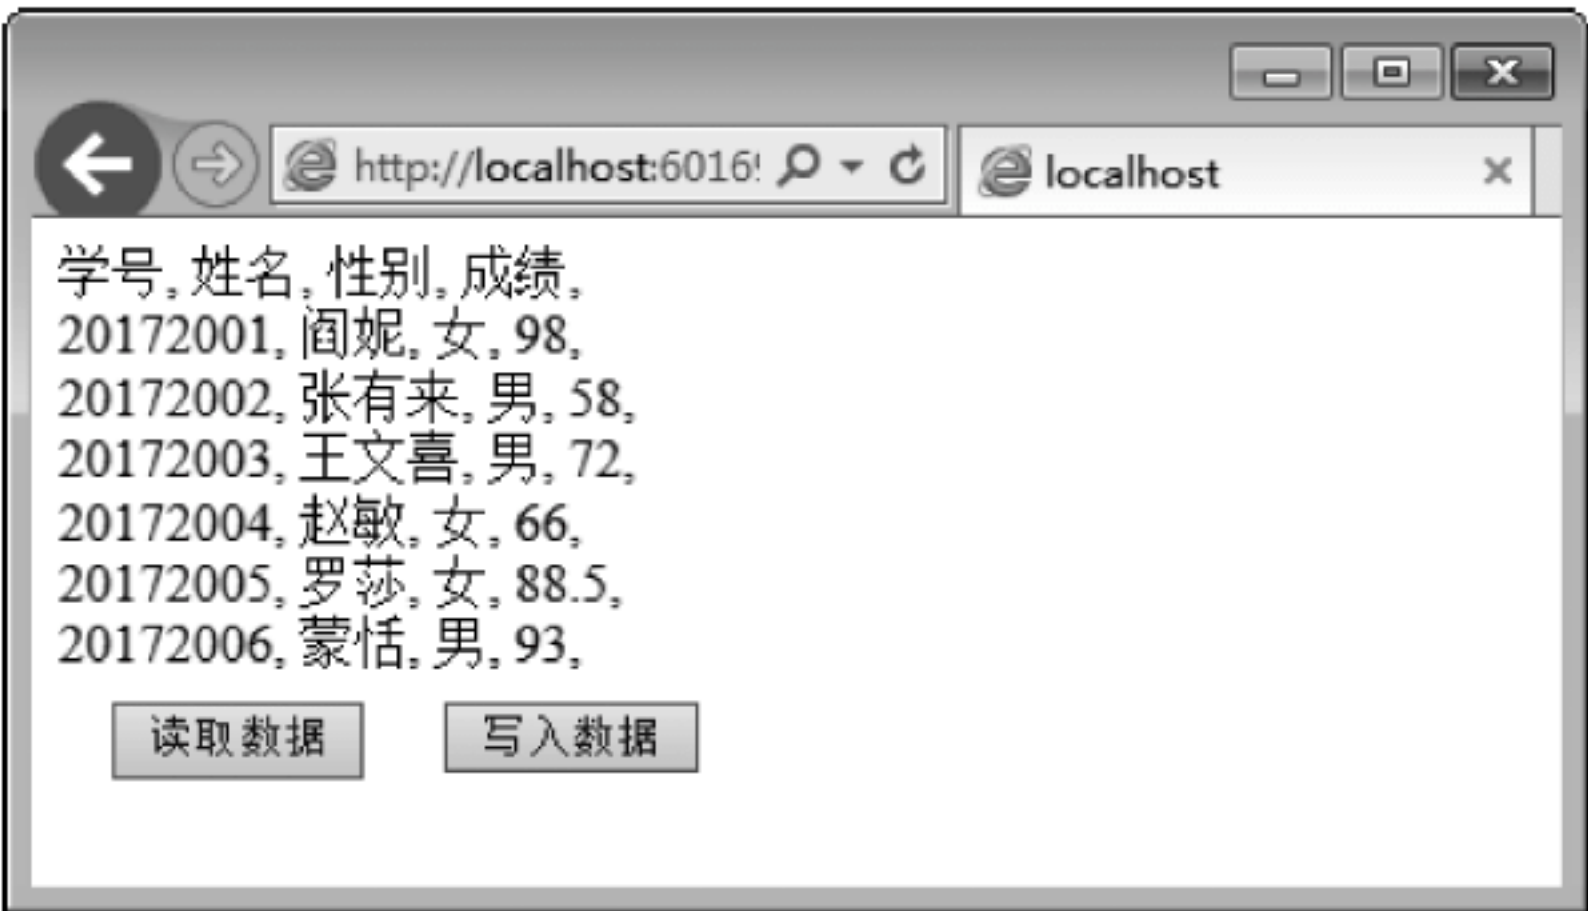 http://localhost:6016
localhost
学号,姓名,性别,成绩,
20172001,阎妮,女,98,
20172002,张有来,男,58,
20172003,王文喜,男,72,
20172004,赵敏,女,66,
20172005,罗莎,女,88.5,
20172006,蒙恬,男,93,
读取数据 写入数据